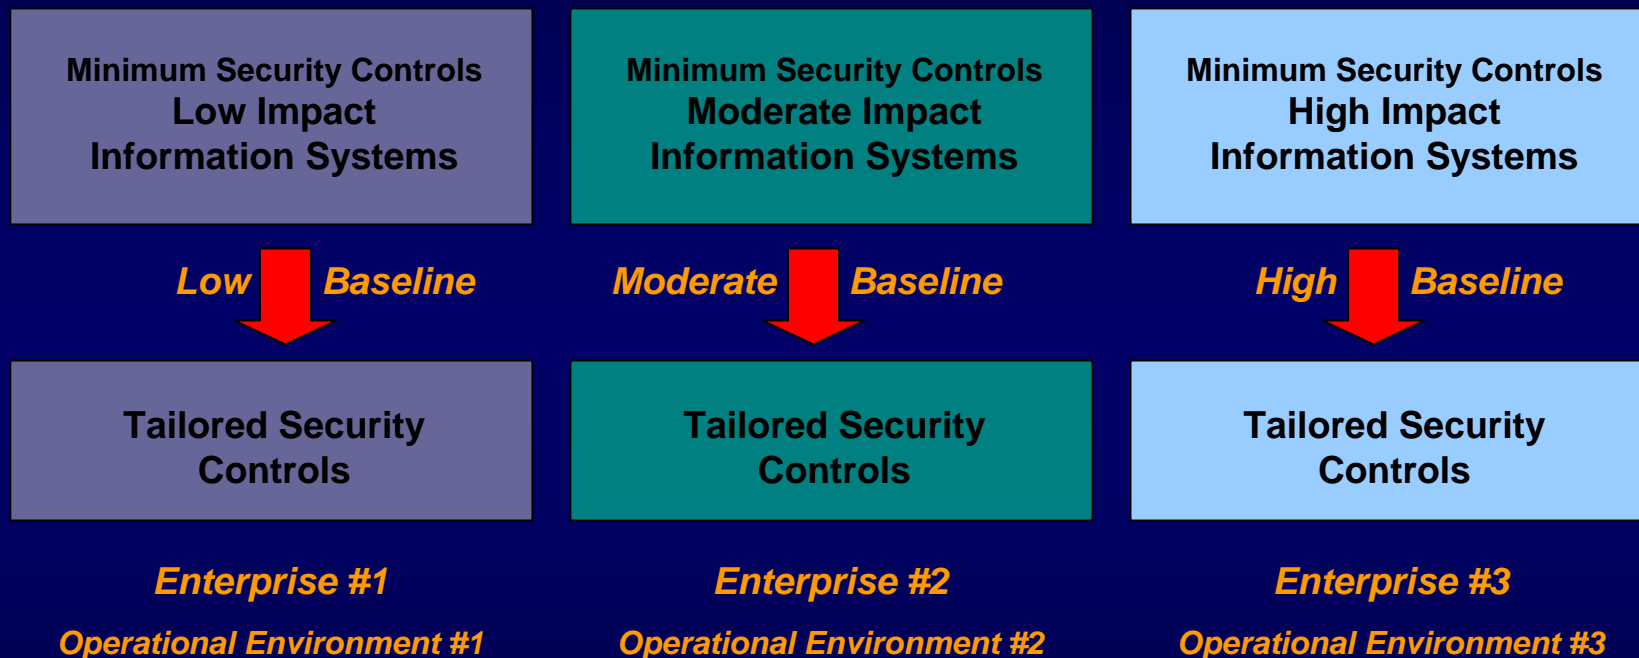 Minimum Security Controls
Low Impact
Information Systems
Minimum Security Controls
Moderate Impact
Information Systems
Minimum Security Controls
High Impact
Information Systems
Low Baseline
Moderate Baseline
High Baseline
Tailored Security
Controls
Tailored Security
Controls
Tailored Security
Controls
Enterprise #1
Operational Environment #1
Enterprise #2
Operational Environment #2
Enterprise #3
Operational Environment #3